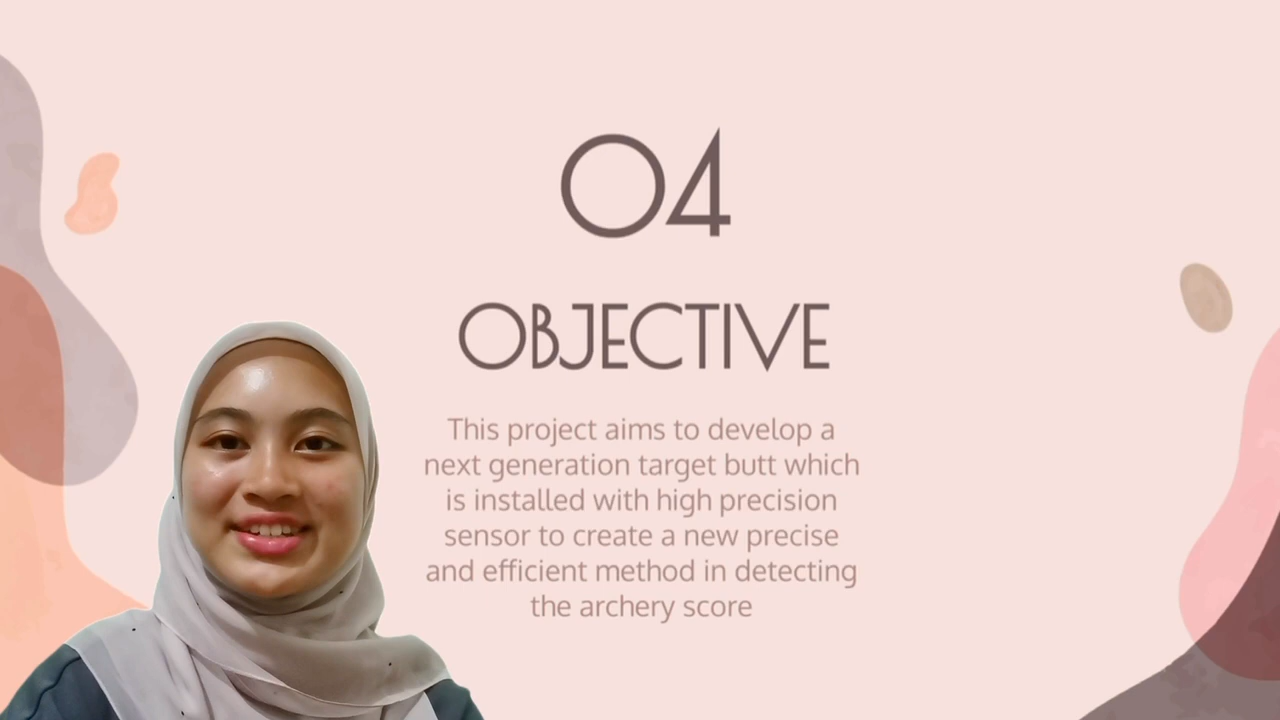 04
OBJECTIVE
This project aims to develop a
next generation target butt which
is installed with high precision
sensor to create a new precise
and efficient method in detecting
the archery score